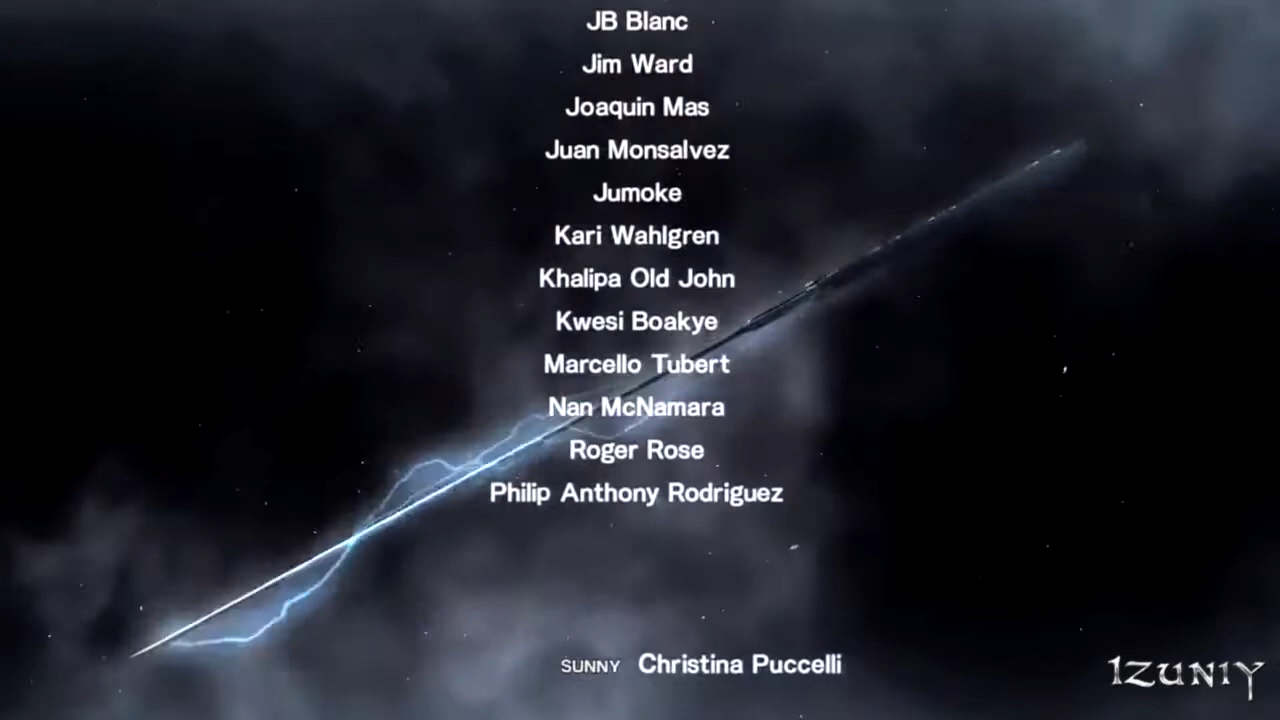 JB Blanc
Jim Ward
Joaquin Mas
Juan Monsalvez
Jumoke
Kari Wahlgren
Khalipa Old John
Kwesi Boakye
Marcello Tubert
Nan McNamara
Roger Rose
Philip Anthony Rodriguez
SUNNY Christina Puccelli
1ZUN1Y